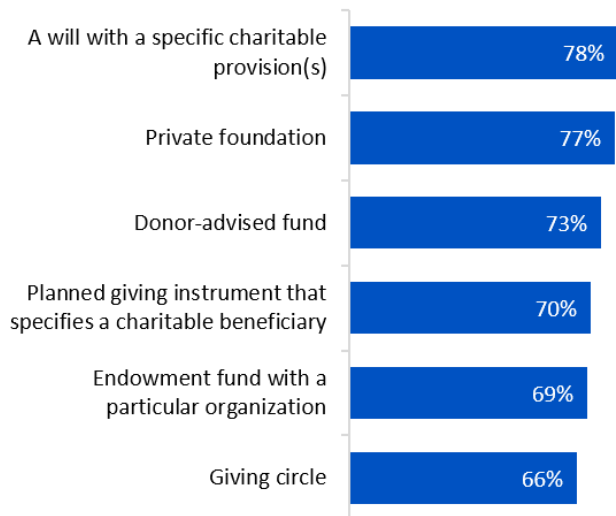 A will with a specific charitable
provision(s)
78%
Private foundation
77%
Donor-advised fund
73%
Planned giving instrument that
specifies a charitable beneficiary
70%
Endowment fund with a
particular organization
69%
Giving circle
66%